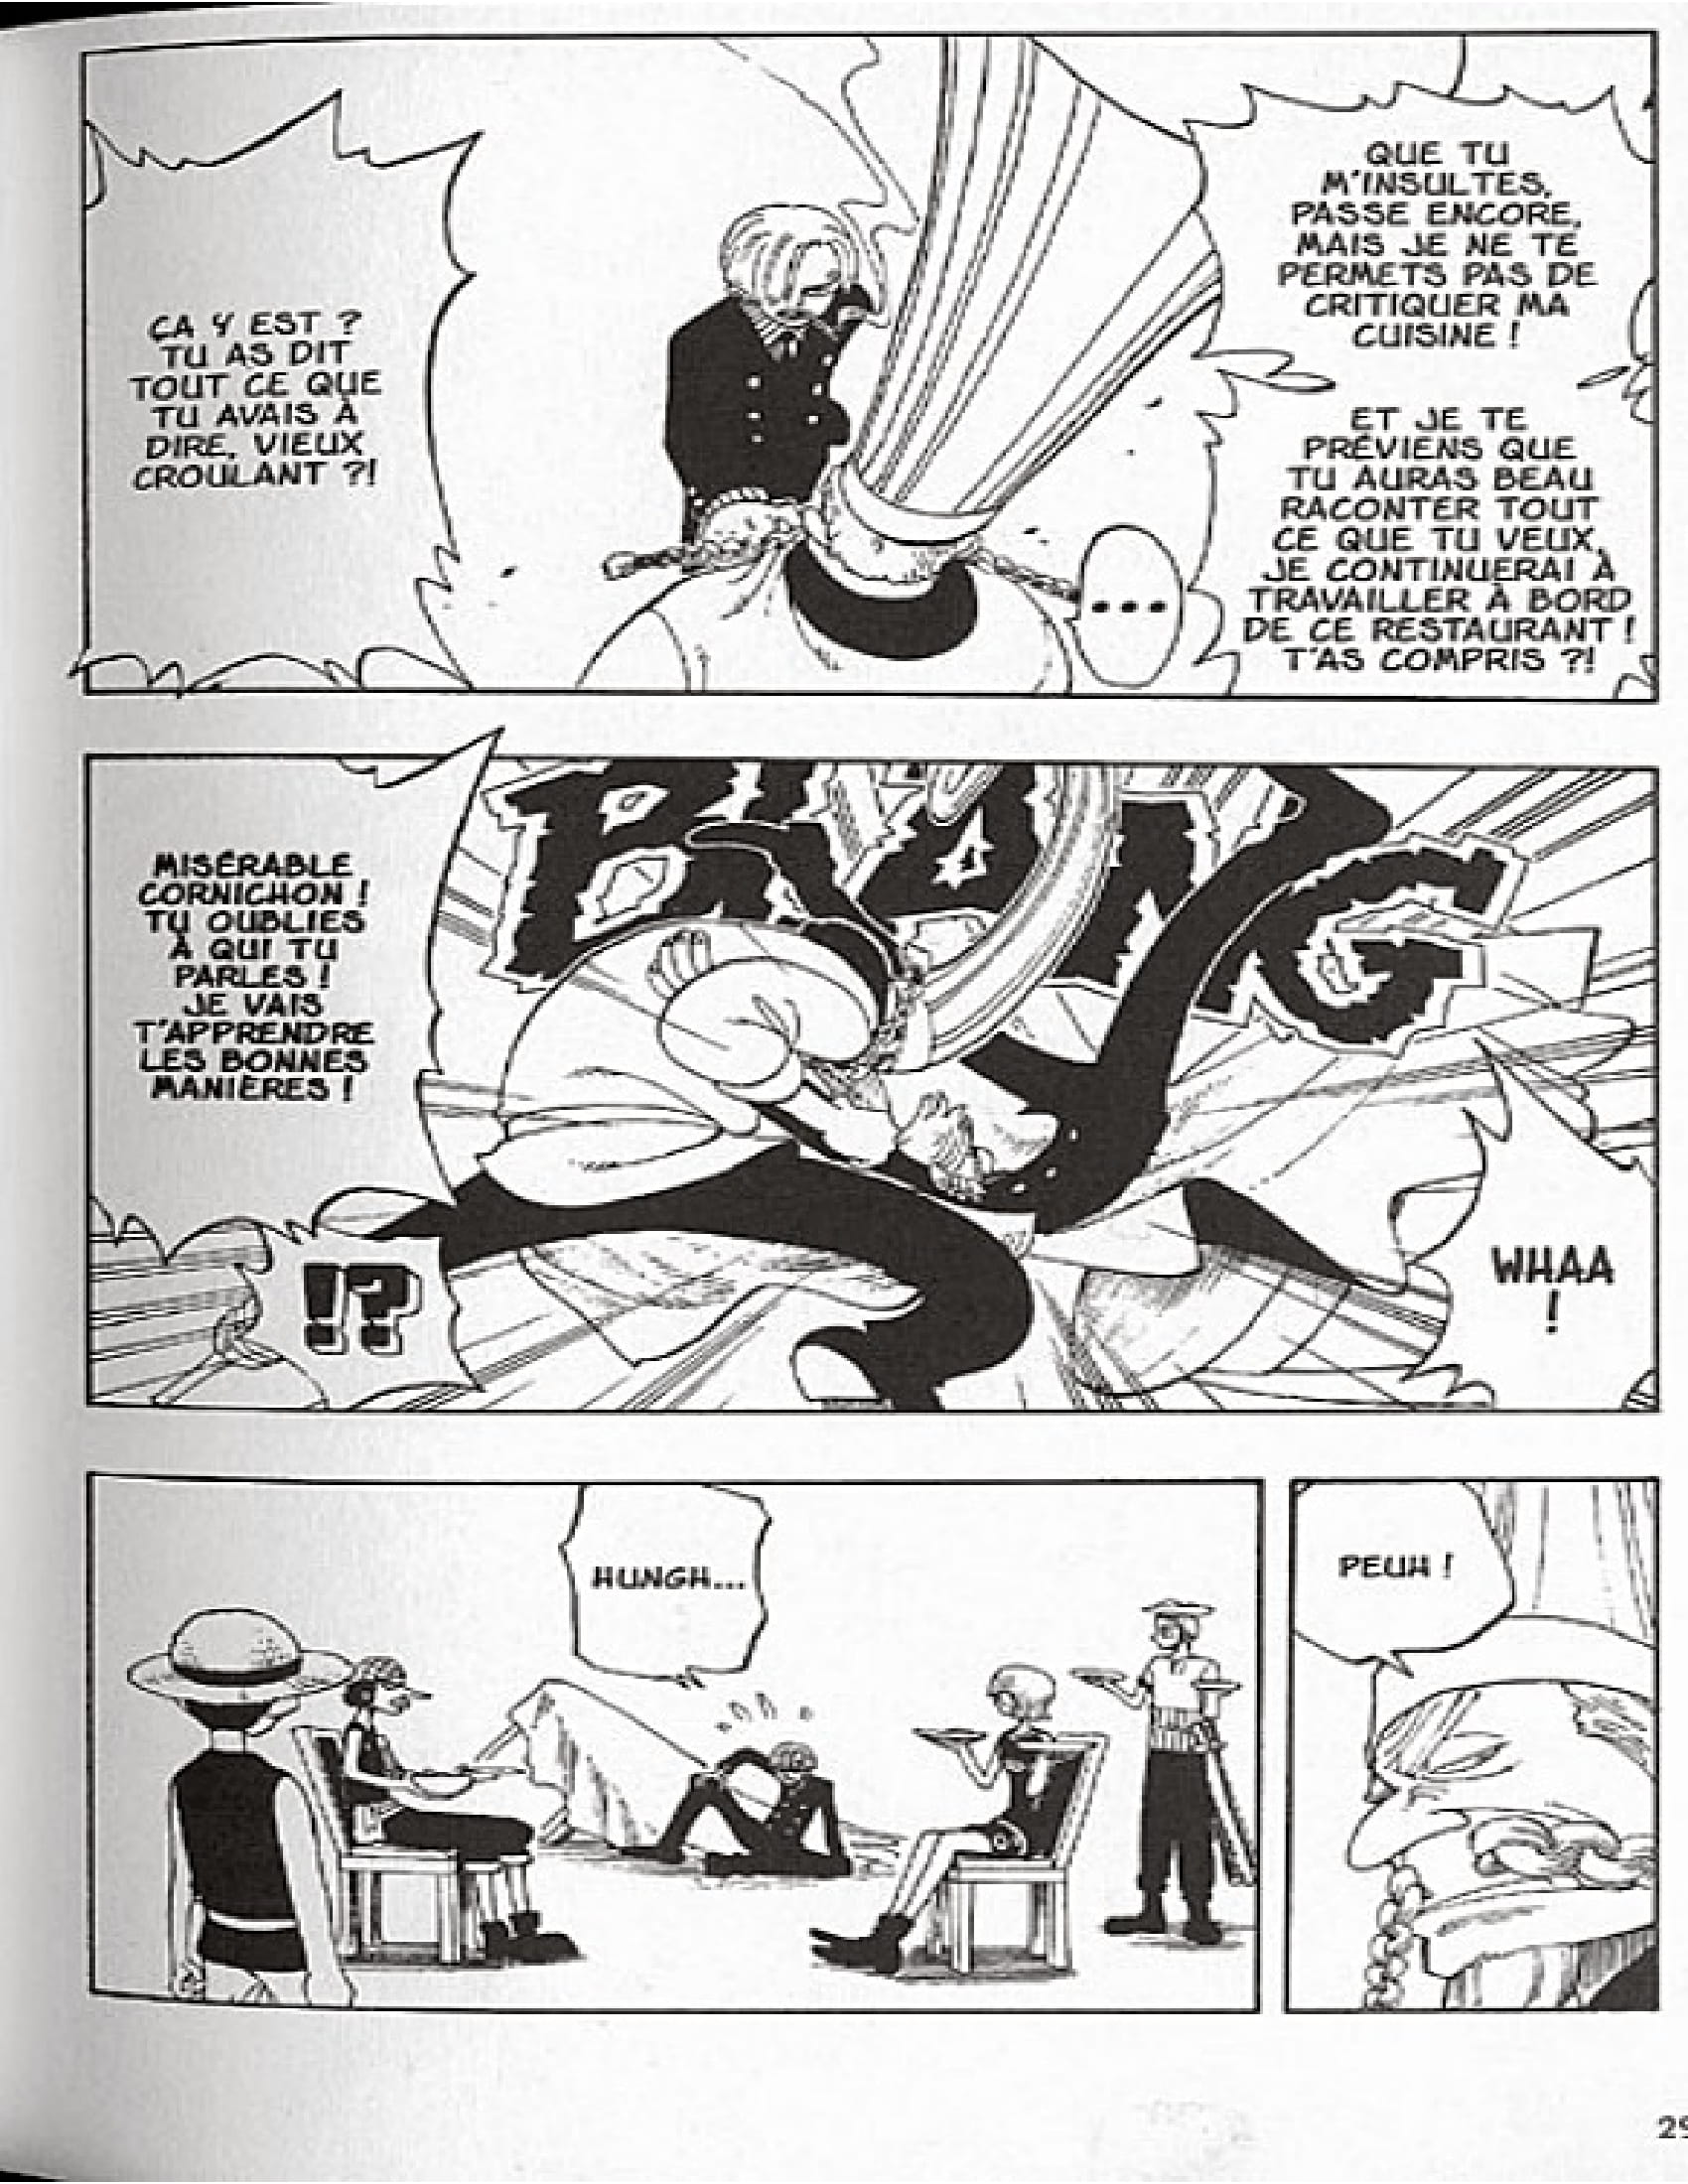 QUE TU
M'INSULTES,
PASSE ENCORE,
MAIS JE NE TE
PERMETS PAS DE
CRITIQUER MA
CUISINE !
ET JE TE
PRÉVIENS QUE
TU AURAS BEAU
RACONTER TOUT
CE QUE TU VEUX,
JE CONTINUERAI À
TRAVAILLER À BORD
DE CE RESTAURANT !
T'AS COMPRIS ?!
...
ÇA Y EST ?
TU AS DIT
TOUT CE QUE
TU AVAIS À
DIRE, VIEUX
CROULANT ?!
BANG
MISÉRABLE
CORNICHON !
TU OUBLIES
À QUI TU
PARLES !
JE VAIS
T'APPRENDRE
LES BONNES
MANIÈRES !
WHAA
!
!?
PEUH !
HUNGH...
29